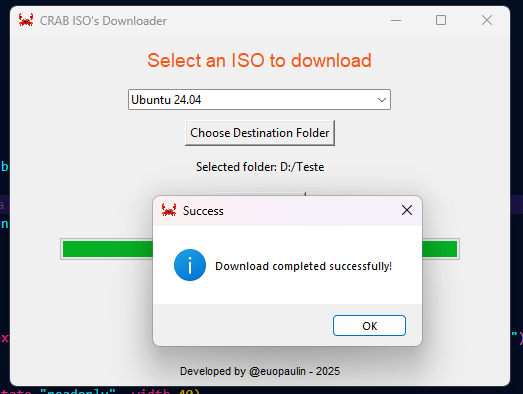 CRAB ISO's Downloader
Select an ISO to download
Ubuntu 24.04
Choose Destination Folder
Selected folder: D:/Teste
Success
Download completed successfully!
OK
Developed by @euopaulin - 2025